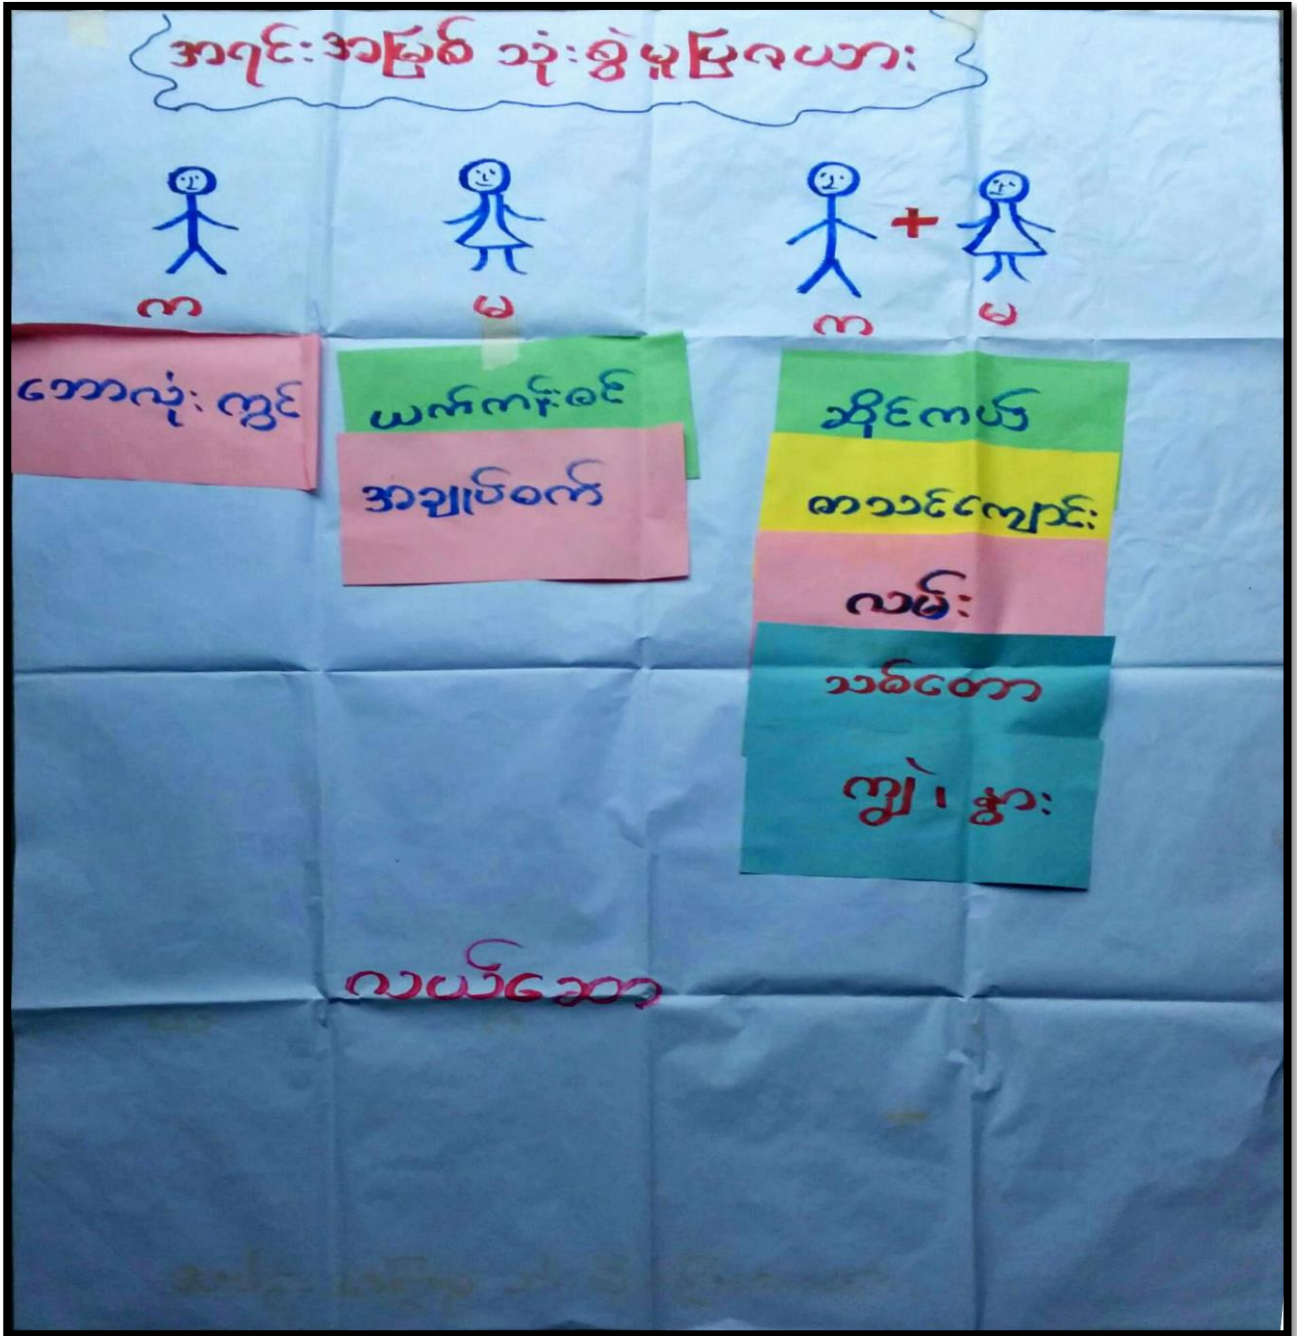 အရင်းအမြစ် သုံးစွဲမှုပြဇယား
က
မ
က
+
မ
ဘောလုံးကွင်
ယက်ကန်းစင်
အချုပ်စက်
ဆိုင်ကယ်
စာသင်ကျောင်း
လမ်း
သစ်တော
ကျွဲ၊ နွား
လယ်ဆော